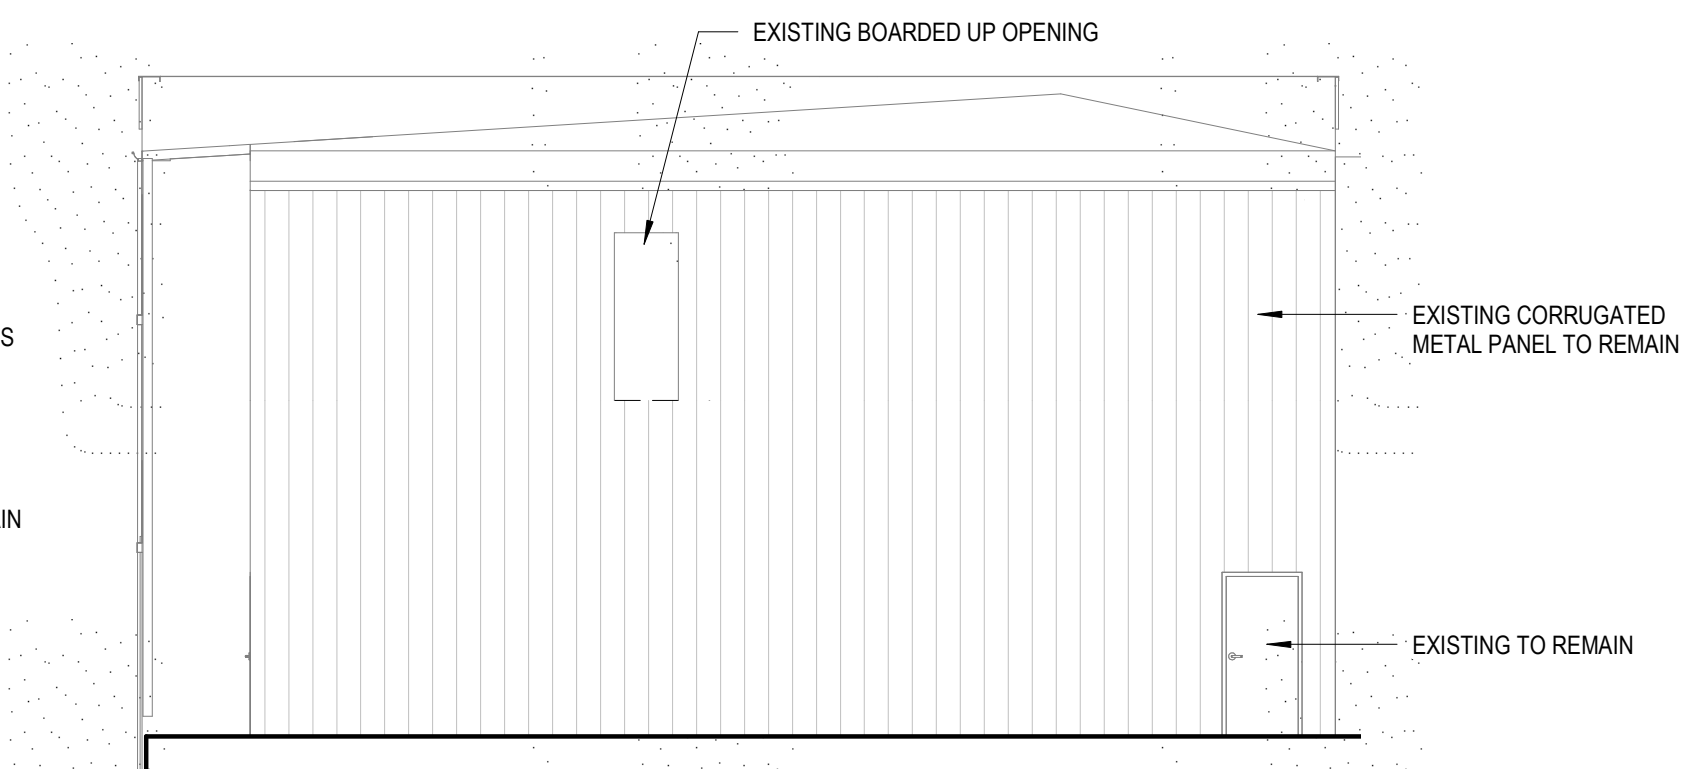 EXISTING BOARDED UP OPENING
S
EXISTING CORRUGATED
METAL PANEL TO REMAIN
IN
EXISTING TO REMAIN